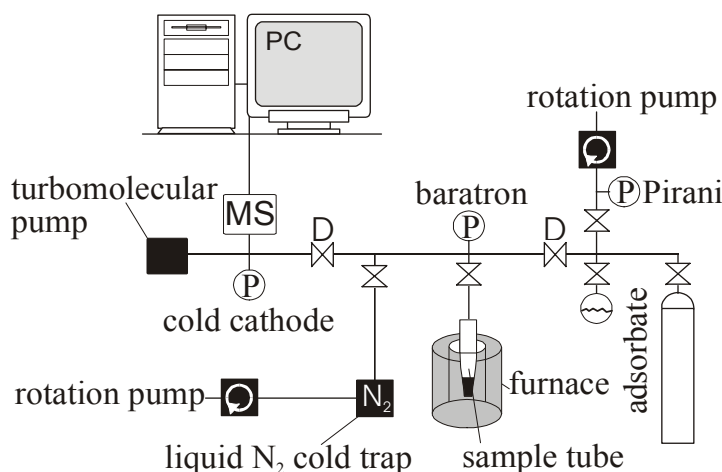 PC
rotation pump
turbomolecular
pump
MS
D
baratron
P
D
P Pirani
P
cold cathode
adsorbate
rotation pump
N₂
furnace
liquid N₂ cold trap
sample tube